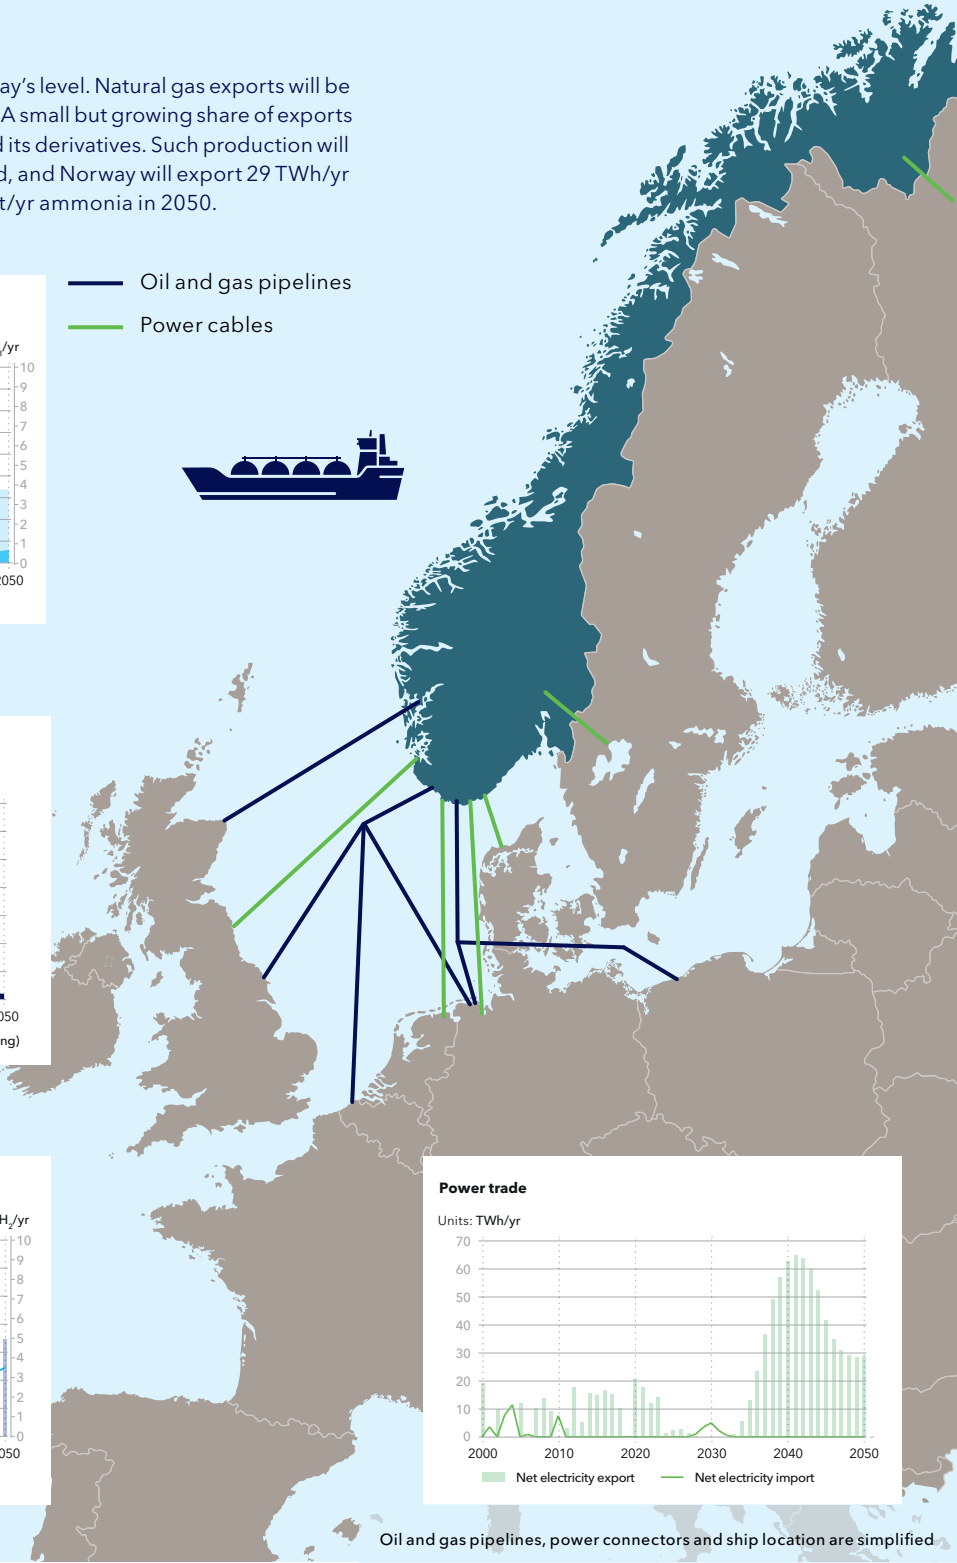 ay's level. Natural gas exports will be
A small but growing share of exports
d its derivatives. Such production will
d, and Norway will export 29 TWh/yr
t/yr ammonia in 2050.
Oil and gas pipelines
Power cables
/yr
10
9
8
7
6
5
4
3
2
1
0
2050
050
ng)
H₂/yr
10
9
8
7
6
5
4
3
2
1
0
050
Power trade
Units: TWh/yr
70
60
50
40
30
20
10
0
2000 2010 2020 2030 2040 2050
Net electricity export Net electricity import
Oil and gas pipelines, power connectors and ship location are simplified